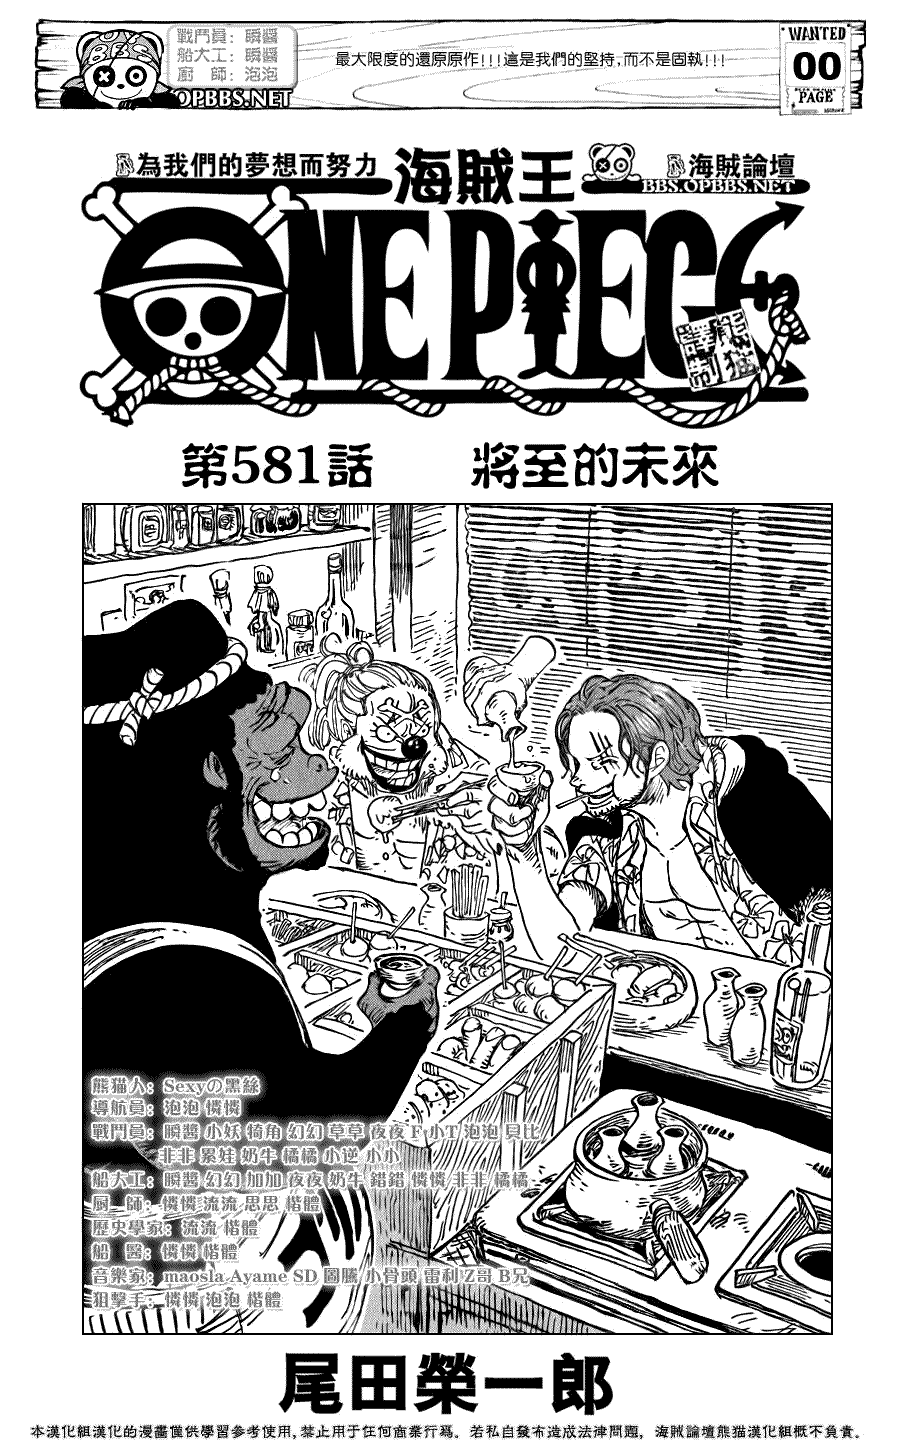 戰鬥員：瞬醬
船大工：瞬醬
廚　師：泡泡
OPBBS.NET
最大限度的還原原作!!!這是我們的堅持,而不是固執!!!
WANTED
00
PAGE
為我們的夢想而努力
海賊王
海賊論壇
BBS.OPBBS.NET
ONE PIECE
熊猫譯制
第581話　將至的未來
熊猫人：Sexyの黑絲
導航員：泡泡 憐憐
戰鬥員：瞬醬 小妖 犄角 幻幻 草草 夜夜 F 小T 泡泡 貝比
非非 累娃 奶牛 橘橘 小逆 小小
船大工：瞬醬 幻幻 加加 夜夜 奶牛 錯錯 憐憐 非非 橘橘
厨　師：憐憐 流流 思思 楷體
歷史學家：流流 楷體
船　醫：憐憐 楷體
音樂家：maosla Ayame SD 圖騰 小骨頭 雷利 Z哥 B兄
狙擊手：憐憐 泡泡 楷體
尾田榮一郎
本漢化組漢化的漫畫僅供學習參考使用,禁止用于任何商業行爲。若私自發布造成法律問題，海賊論壇熊猫漢化組概不負責。